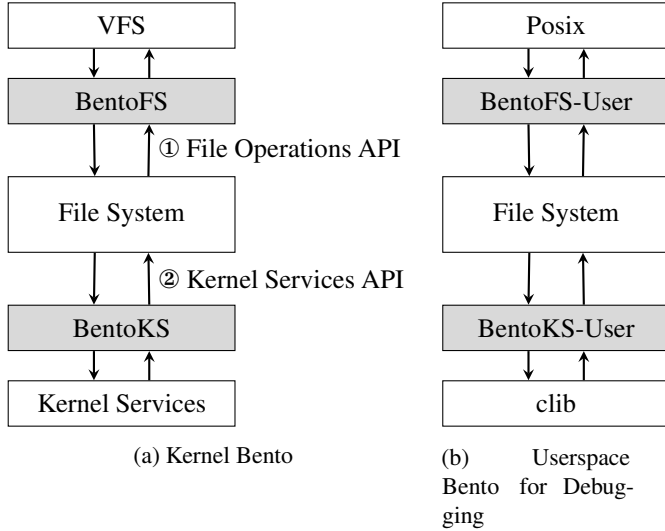 VFS
BentoFS
① File Operations API
File System
② Kernel Services API
BentoKS
Kernel Services
(a) Kernel Bento
Posix
BentoFS-User
File System
BentoKS-User
clib
(b) Userspace
Bento for Debug-
ging